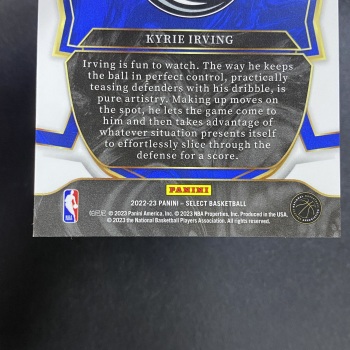 KYRIE IRVING
Irving is fun to watch. The way he keeps
the ball in perfect control, practically
teasing defenders with his dribble, is
pure artistry. Making up moves on
the spot, he lets the game come to
him and then takes advantage of
whatever situation presents itself
to effortlessly slice through the
defense for a score.
PANINI
2022-23 PANINI – SELECT BASKETBALL
© 2023 Panini America, Inc. © 2023 NBA Properties, Inc. Produced in the USA.
© 2023 the National Basketball Players Association. All rights reserved.
NBA